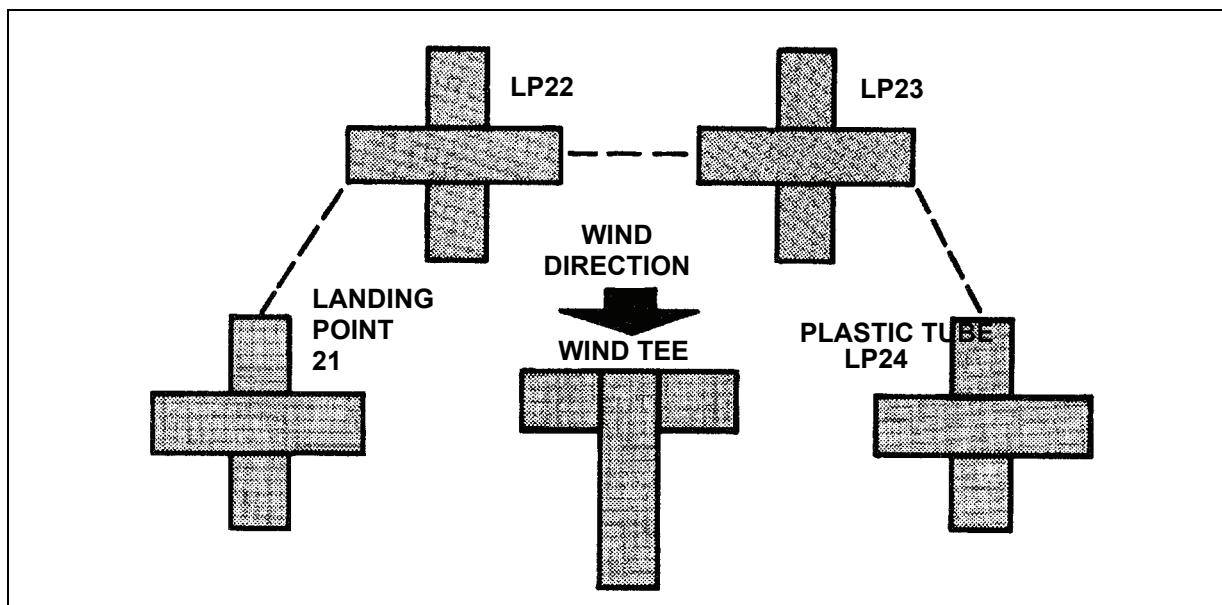 LP22
LP23
WIND
DIRECTION
LANDING
POINT
21
WIND TEE
PLASTIC TUBE
LP24